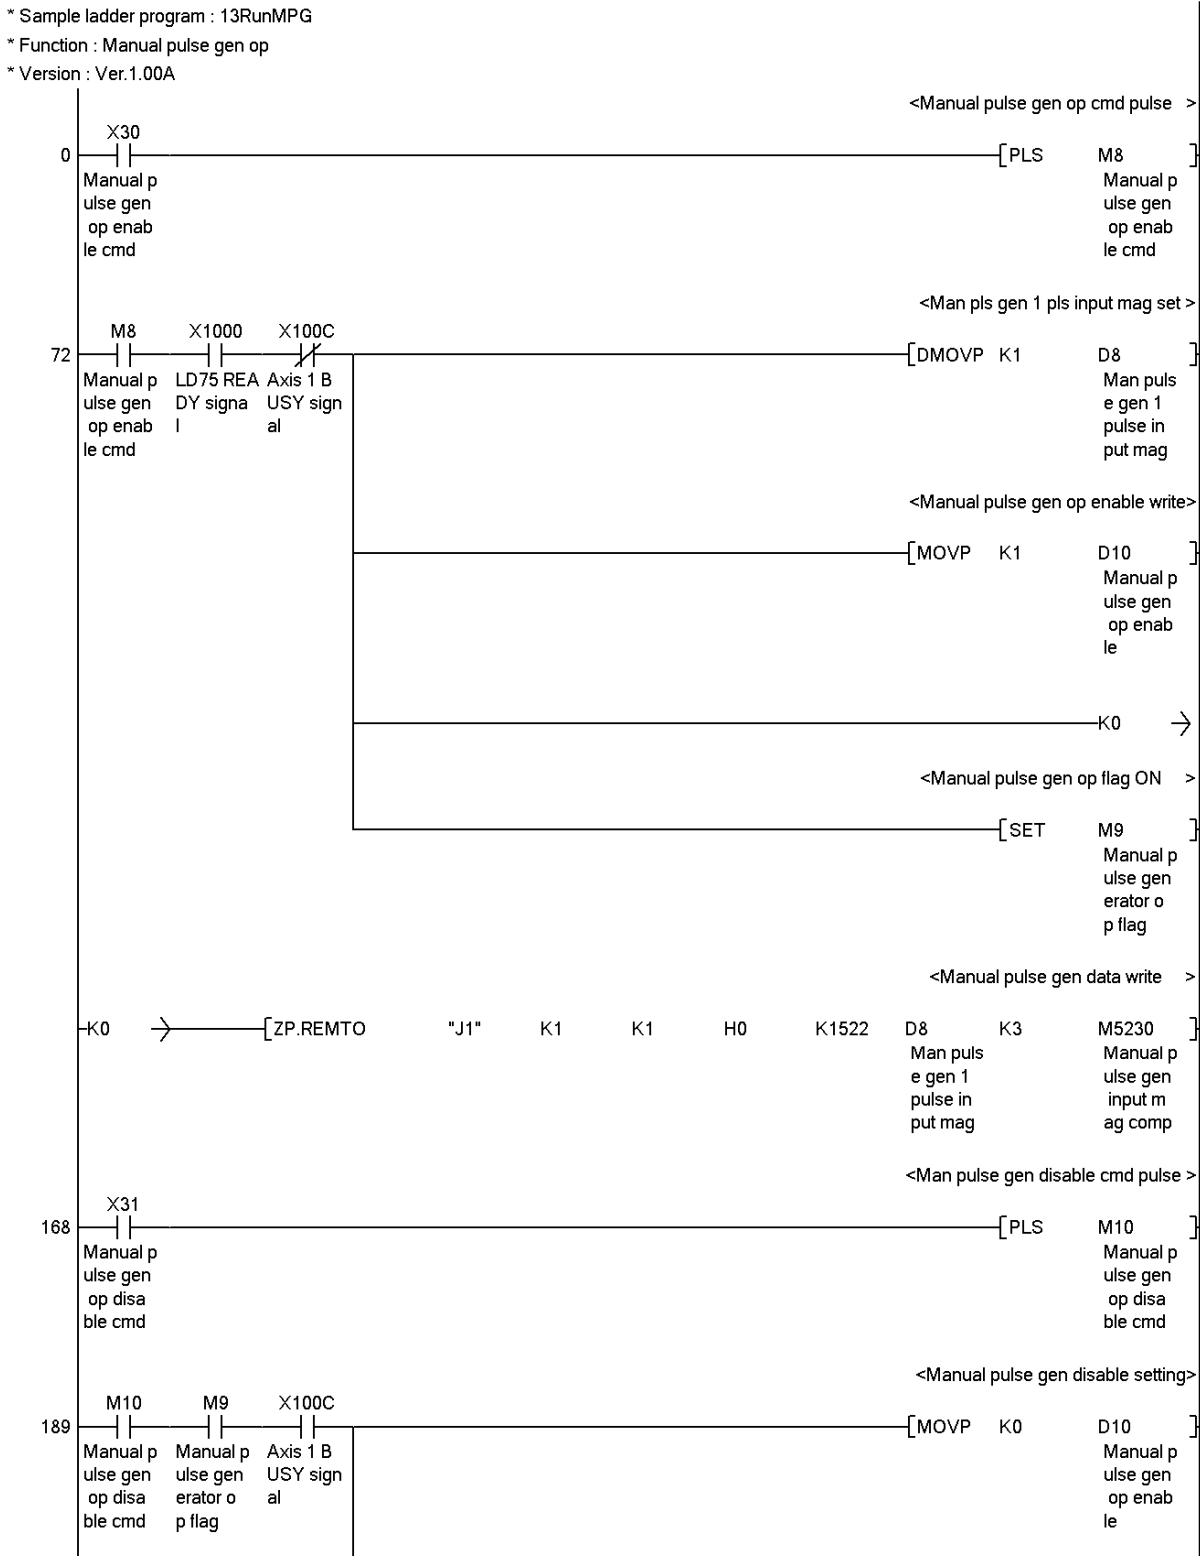 * Sample ladder program : 13RunMPG
* Function : Manual pulse gen op
* Version : Ver.1.00A
<Manual pulse gen op cmd pulse >
X30
0 PLS M8
Manual p Manual p
ulse gen ulse gen
op enab op enab
le cmd le cmd
<Man pls gen 1 pls input mag set >
M8 X1000 X100C
72 DMOVP K1 D8
Manual p LD75 REA Axis 1 B Man puls
ulse gen DY signa USY sign e gen 1
op enab l al pulse in
le cmd put mag
<Manual pulse gen op enable write>
MOVP K1 D10
Manual p
ulse gen
op enab
le
K0
<Manual pulse gen op flag ON >
SET M9
Manual p
ulse gen
erator o
p flag
<Manual pulse gen data write >
K0 ZP.REMTO "J1" K1 K1 H0 K1522 D8 K3 M5230
Man puls Manual p
e gen 1 ulse gen
pulse in input m
put mag ag comp
<Man pulse gen disable cmd pulse >
X31
168 PLS M10
Manual p Manual p
ulse gen ulse gen
op disa op disa
ble cmd ble cmd
<Manual pulse gen disable setting>
M10 M9 X100C
189 MOVP K0 D10
Manual p Manual p Axis 1 B Manual p
ulse gen ulse gen USY sign ulse gen
op disa erator o al op enab
ble cmd p flag le